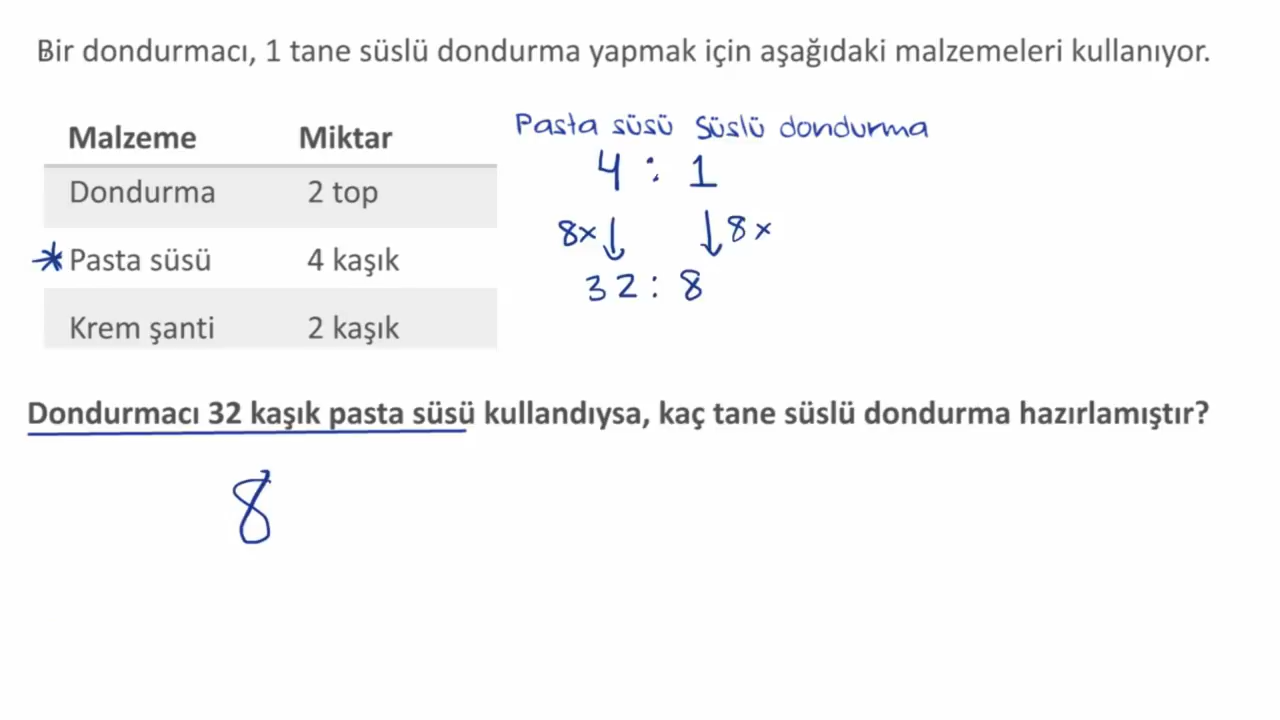 Bir dondurmacı, 1 tane süslü dondurma yapmak için aşağıdaki malzemeleri kullanıyor.
Malzeme Miktar
Dondurma 2 top
* Pasta süsü 4 kaşık
Krem şanti 2 kaşık
Pasta süsü Süslü dondurma
4 : 1
8x ↓ ↓ 8x
32 : 8
Dondurmacı 32 kaşık pasta süsü kullandıysa, kaç tane süslü dondurma hazırlamıştır?
8